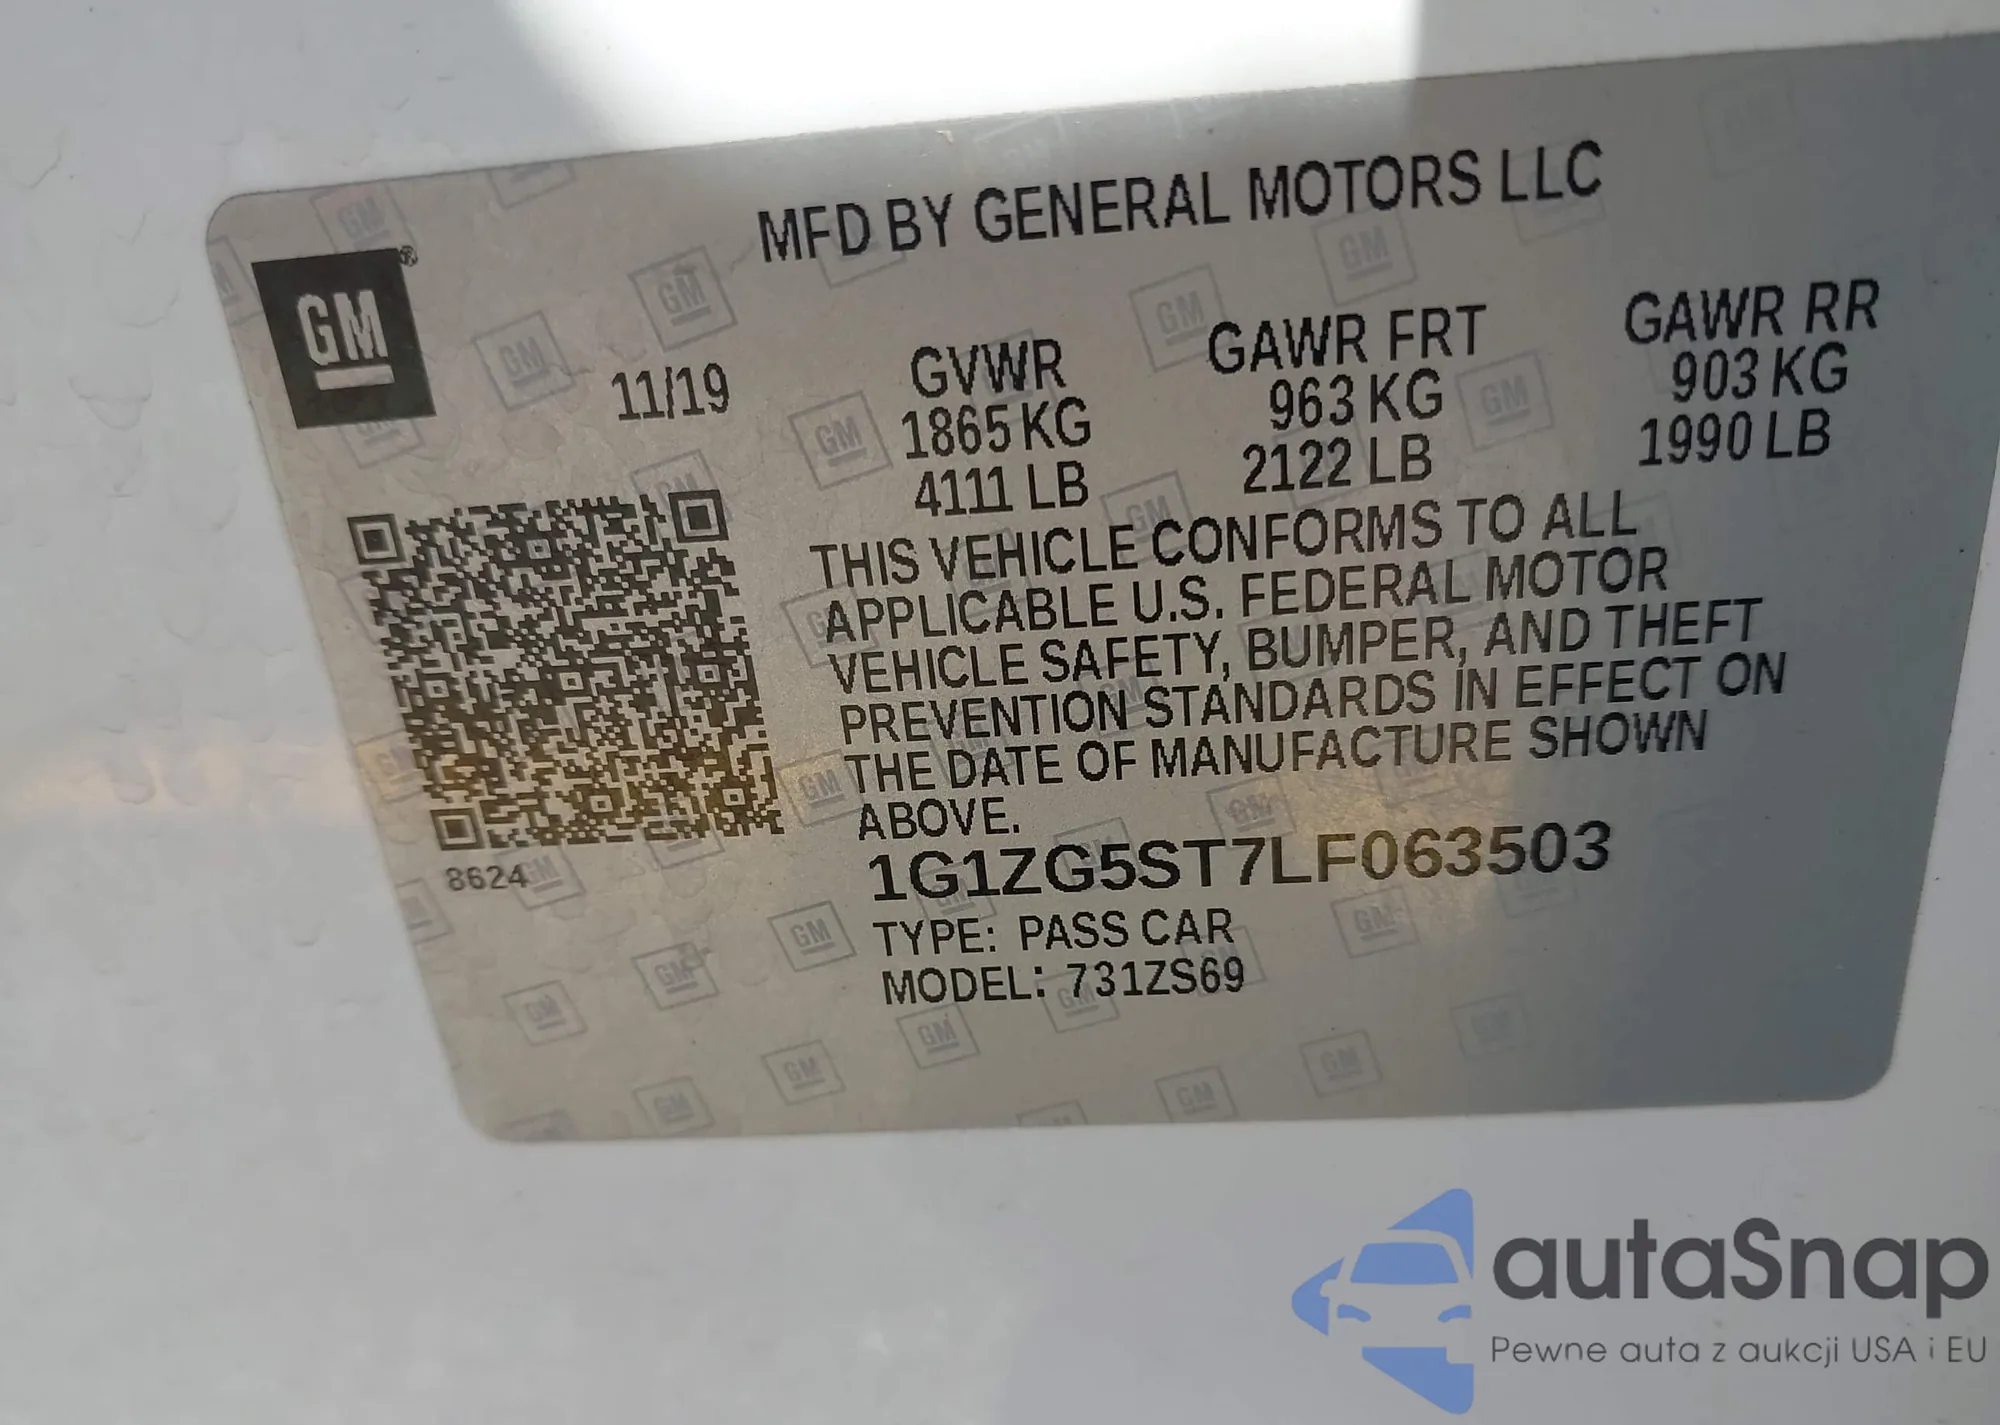 MFD BY GENERAL MOTORS LLC
GM®
11/19
GVWR
1865 KG
4111 LB
GAWR FRT
963 KG
2122 LB
GAWR RR
903 KG
1990 LB
THIS VEHICLE CONFORMS TO ALL
APPLICABLE U.S. FEDERAL MOTOR
VEHICLE SAFETY, BUMPER, AND THEFT
PREVENTION STANDARDS IN EFFECT ON
THE DATE OF MANUFACTURE SHOWN
ABOVE.
8624
1G1ZG5ST7LF063503
TYPE: PASS CAR
MODEL: 731ZS69
autaSnap
Pewne auta z aukcji USA i EU